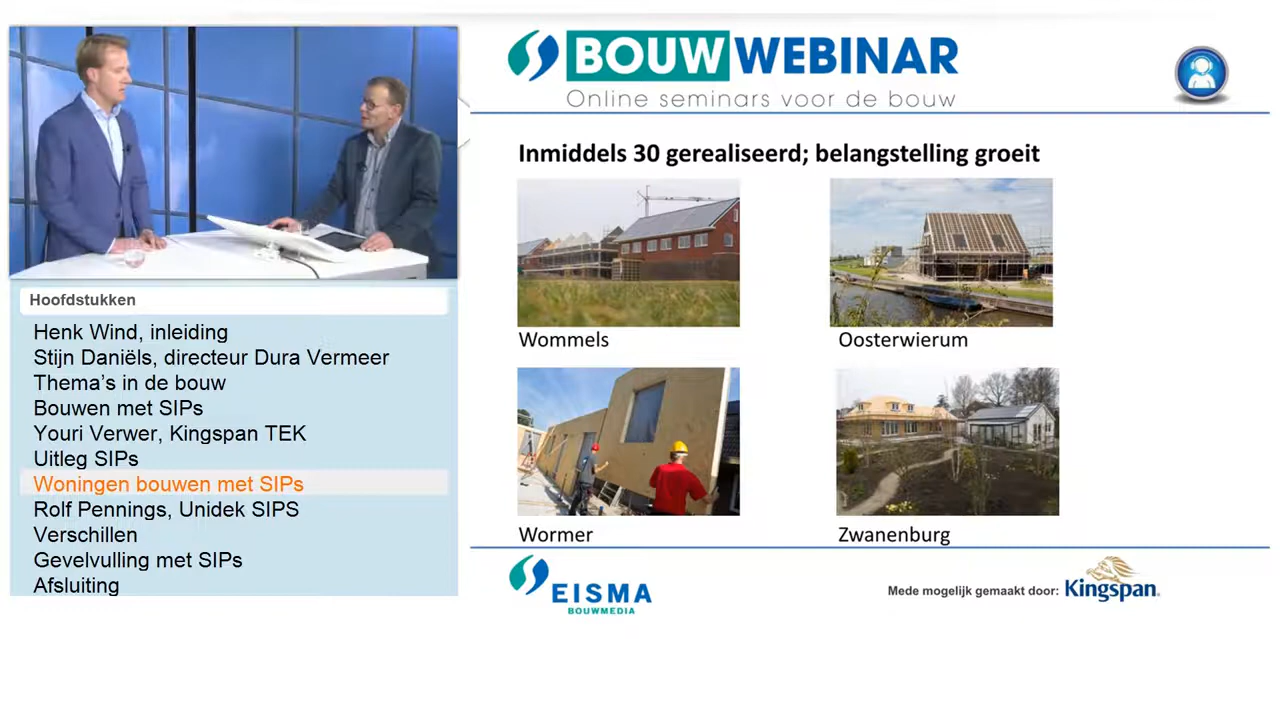 BOUWWEBINAR
Online seminars voor de bouw
Inmiddels 30 gerealiseerd; belangstelling groeit
Wommels
Oosterwierum
Wormer
Zwanenburg
Hoofdstukken
Henk Wind, inleiding
Stijn Daniëls, directeur Dura Vermeer
Thema’s in de bouw
Bouwen met SIPs
Youri Verwer, Kingspan TEK
Uitleg SIPs
Woningen bouwen met SIPs
Rolf Pennings, Unidek SIPS
Verschillen
Gevelvulling met SIPs
Afsluiting
EISMA
BOUWMEDIA
Mede mogelijk gemaakt door:
Kingspan.